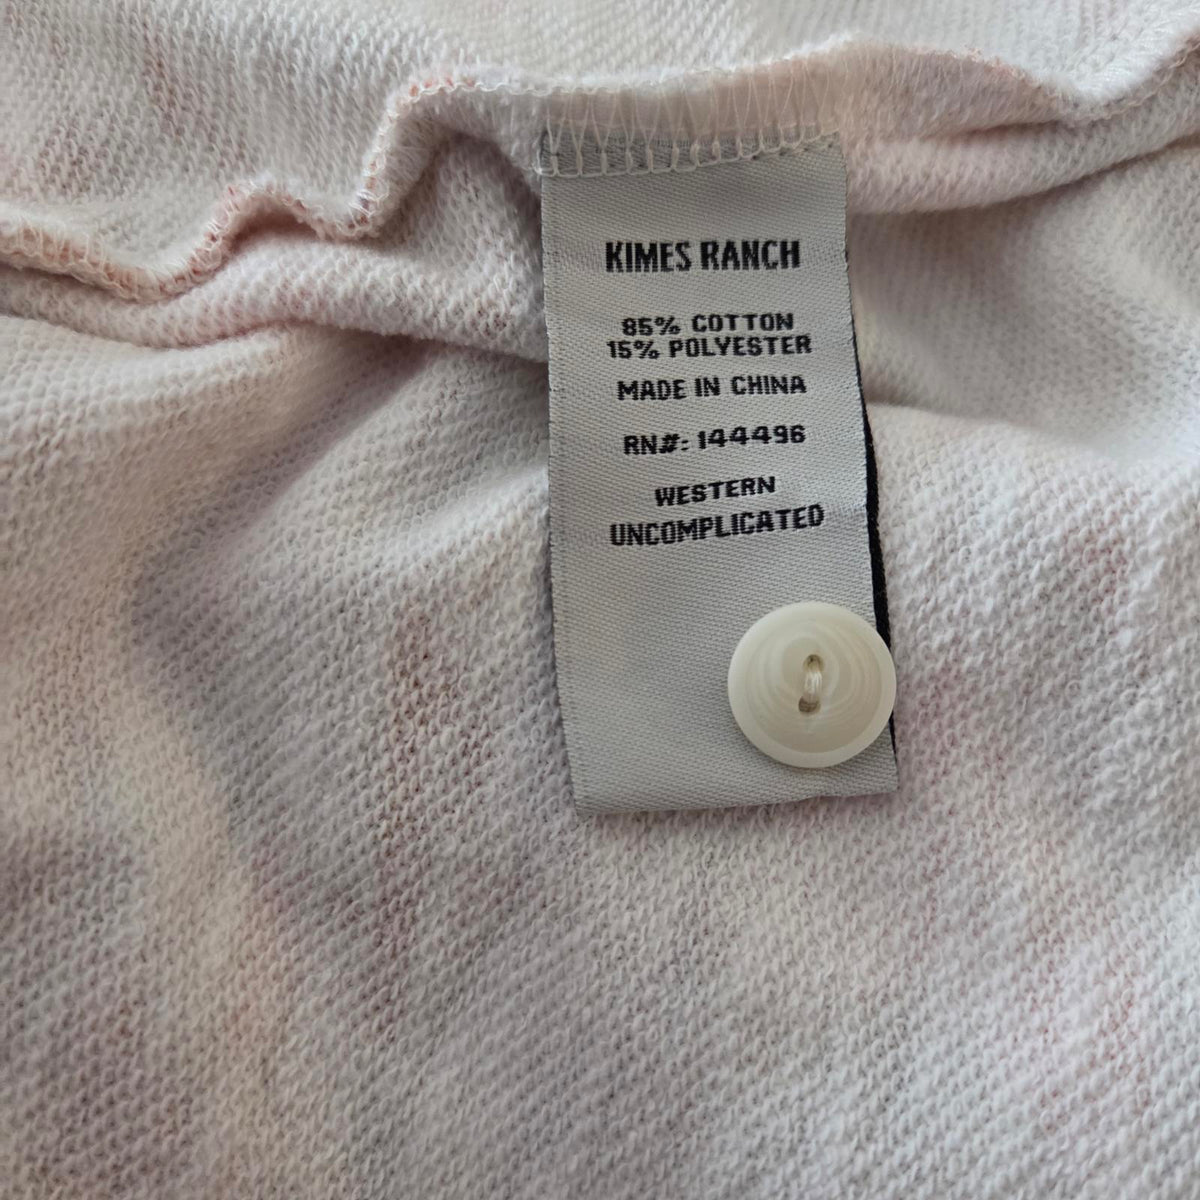 KIMES RANCH
85% COTTON
15% POLYESTER
MADE IN CHINA
RN#: 144496
WESTERN
UNCOMPLICATED